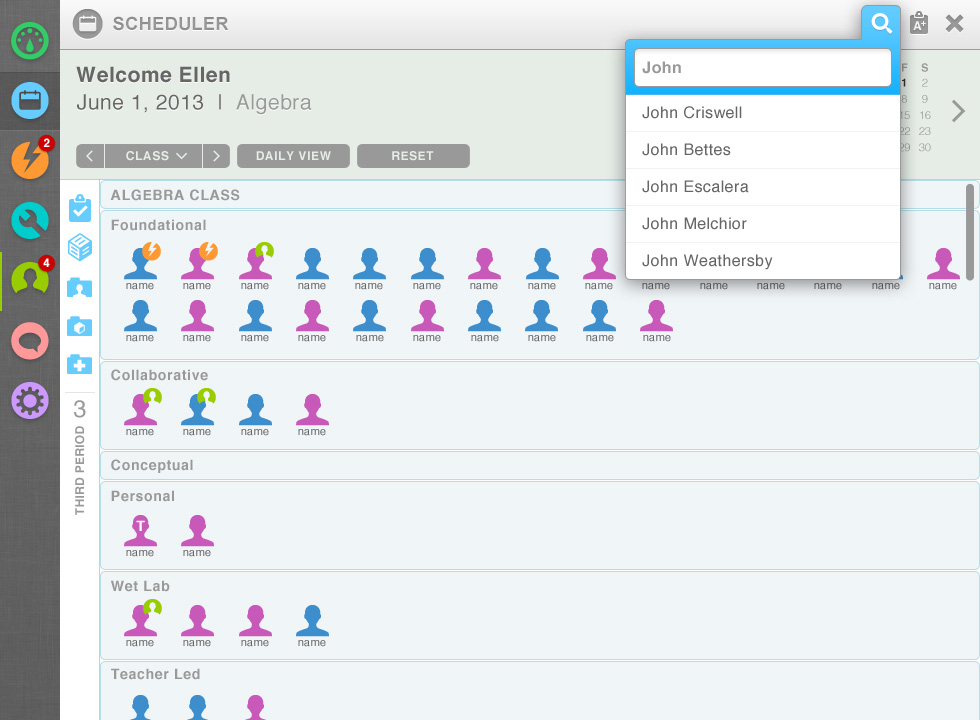 SCHEDULER
A+
John
John Criswell
John Bettes
John Escalera
John Melchior
John Weathersby
Welcome Ellen
June 1, 2013 | Algebra
F S
1 2
8 9
15 16
22 23
29 30
CLASS
DAILY VIEW
RESET
2
4
3
THIRD PERIOD
ALGEBRA CLASS
Foundational
name name name name name name name name name name name name name name name
name name name name name name name name name name
Collaborative
name name name name
Conceptual
Personal
T
name name
Wet Lab
name name name name
Teacher Led